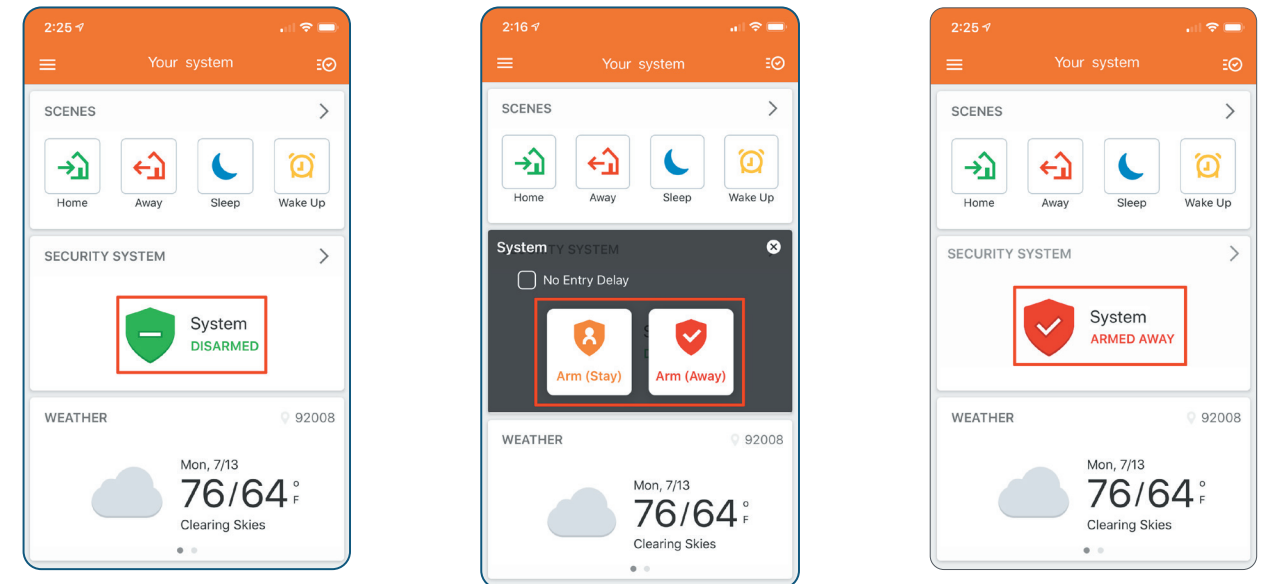 2:25
Your system
SCENES
Home Away Sleep Wake Up
SECURITY SYSTEM
System
DISARMED
WEATHER 92008
Mon, 7/13
76/64 °F
Clearing Skies
2:16
Your system
SCENES
Home Away Sleep Wake Up
System TY SYSTEM
No Entry Delay
Arm (Stay) Arm (Away)
WEATHER 92008
Mon, 7/13
76/64 °F
Clearing Skies
2:25
Your system
SCENES
Home Away Sleep Wake Up
SECURITY SYSTEM
System
ARMED AWAY
WEATHER 92008
Mon, 7/13
76/64 °F
Clearing Skies